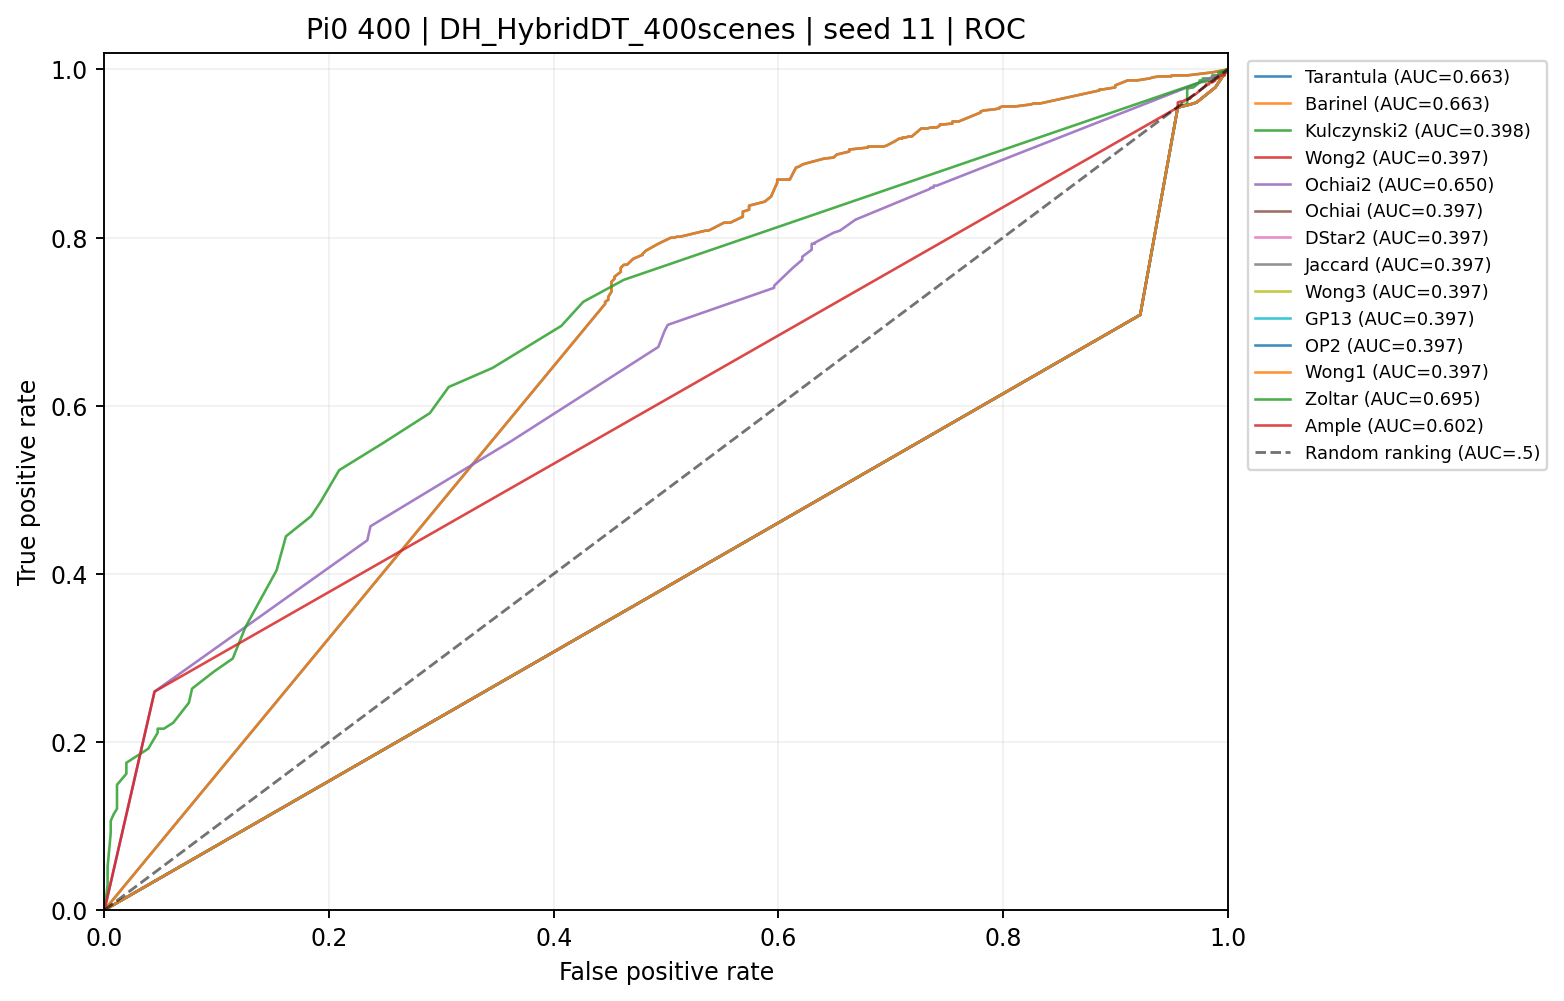 Pi0 400 | DH_HybridDT_400scenes | seed 11 | ROC
True positive rate
1.0
0.8
0.6
0.4
0.2
0.0
0.0 0.2 0.4 0.6 0.8 1.0
False positive rate
Tarantula (AUC=0.663)
Barinel (AUC=0.663)
Kulczynski2 (AUC=0.398)
Wong2 (AUC=0.397)
Ochiai2 (AUC=0.650)
Ochiai (AUC=0.397)
DStar2 (AUC=0.397)
Jaccard (AUC=0.397)
Wong3 (AUC=0.397)
GP13 (AUC=0.397)
OP2 (AUC=0.397)
Wong1 (AUC=0.397)
Zoltar (AUC=0.695)
Ample (AUC=0.602)
Random ranking (AUC=.5)